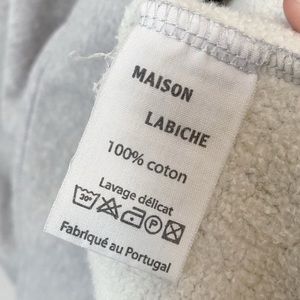 MAISON
LABICHE
100% coton
Lavage délicat
30°
P
Fabriqué au Portugal